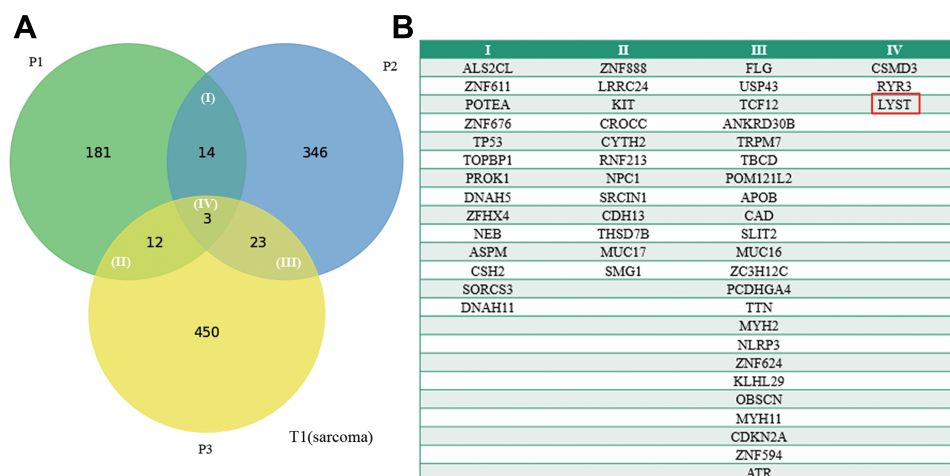 A
P1
P2
(I)
181
14
346
(IV)
3
12
23
(II)
(III)
450
T1(sarcoma)
P3
B
I II III IV
ALS2CL ZNF888 FLG CSMD3
ZNF611 LRRC24 USP43 RYR3
POTEA KIT TCF12 LYST
ZNF676 CROCC ANKRD30B
TP53 CYTH2 TRPM7
TOPBP1 RNF213 TBCD
PROK1 NPC1 POM121L2
DNAH5 SRCIN1 APOB
ZFHX4 CDH13 CAD
NEB THSD7B SLIT2
ASPM MUC17 MUC16
CSH2 SMG1 ZC3H12C
SORCS3 PCDHGA4
DNAH11 TTN
MYH2
NLRP3
ZNF624
KLHL29
OBSCN
MYH11
CDKN2A
ZNF594
ATR